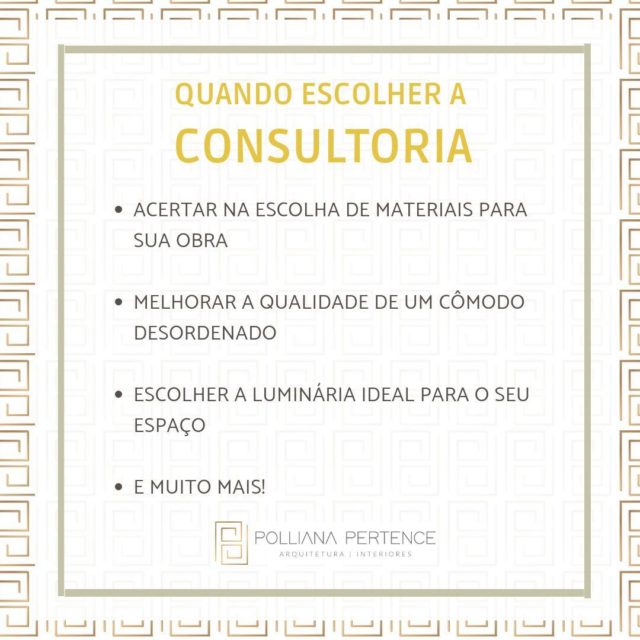 QUANDO ESCOLHER A
CONSULTORIA
• ACERTAR NA ESCOLHA DE MATERIAIS PARA
SUA OBRA
• MELHORAR A QUALIDADE DE UM CÔMODO
DESORDENADO
• ESCOLHER A LUMINÁRIA IDEAL PARA O SEU
ESPAÇO
• E MUITO MAIS!
POLLIANA PERTENCE
ARQUITETURA | INTERIORES